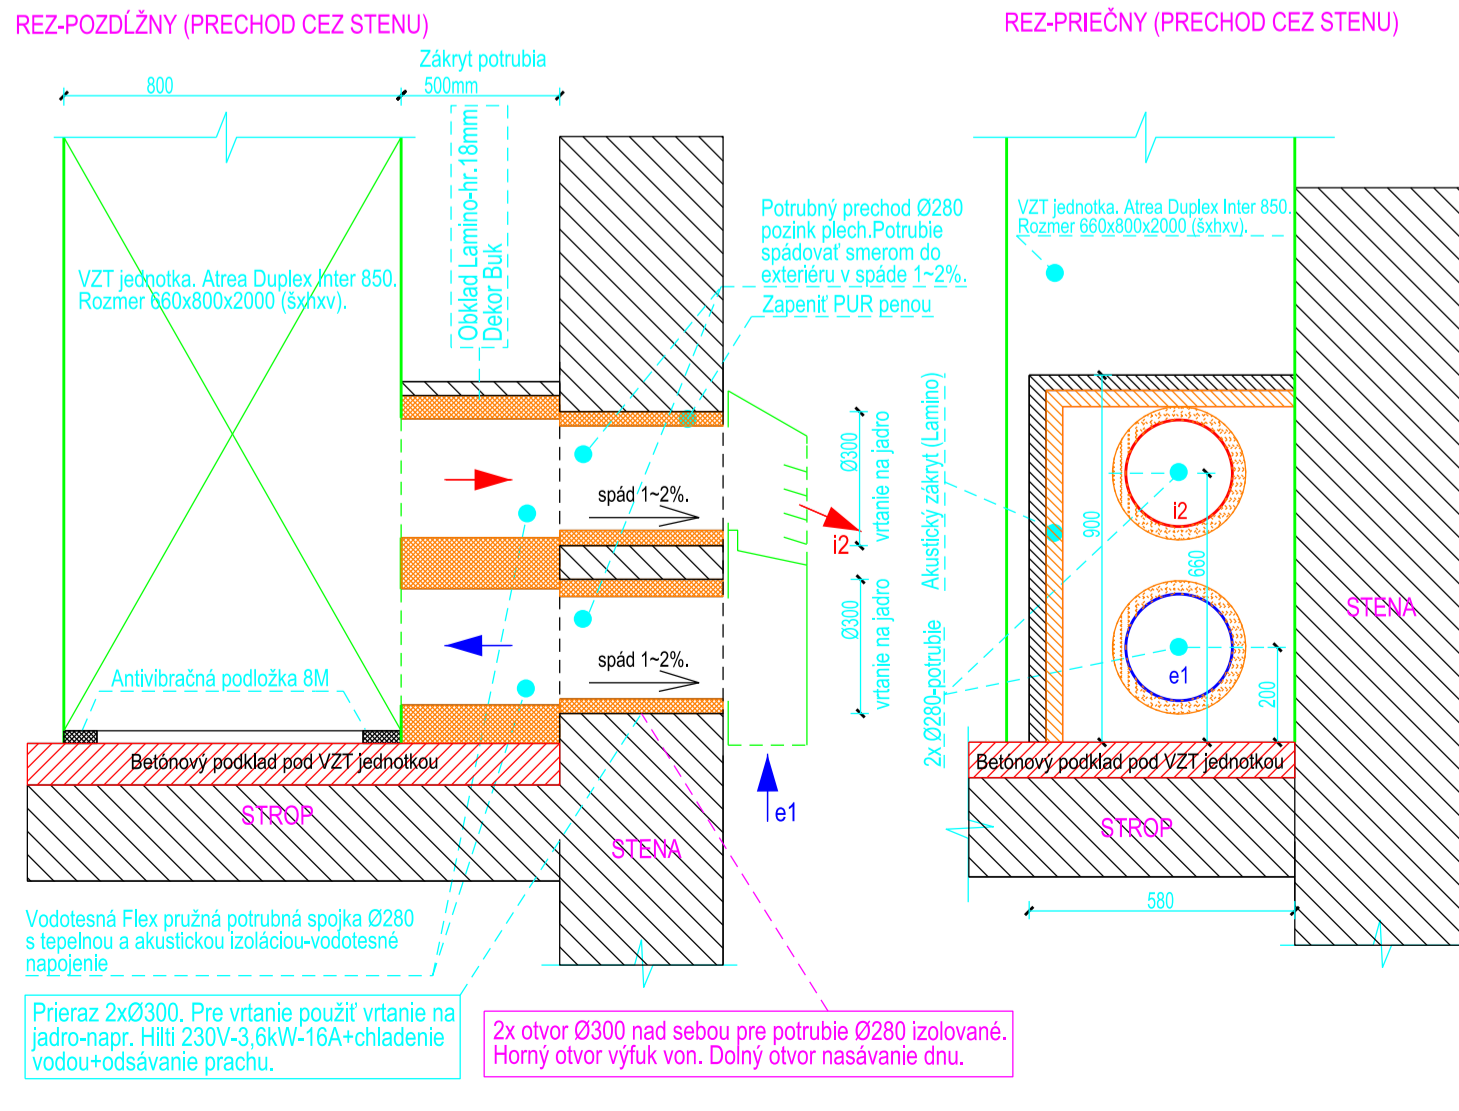 REZ-POZDĹŽNY (PRECHOD CEZ STENU)
REZ-PRIEČNY (PRECHOD CEZ STENU)
800
Zákryt potrubia
500mm
Obklad Lamino-hr.18mm
Dekor Buk
VZT jednotka. Atrea Duplex Inter 850.
Rozmer 660x800x2000 (šxhxv).
Potrubný prechod Ø280
pozink plech.Potrubie
spádovať smerom do
exteriéru v spáde 1~2%.
Zapeniť PUR penou
VZT jednotka. Atrea Duplex Inter 850.
Rozmer 660x800x2000 (šxhxv).
spád 1~2%.
i2
Ø300
vrtanie na jadro
Akustický zákryt (Lamino)
900
i2
660
STENA
spád 1~2%.
Ø300
vrtanie na jadro
2x Ø280-potrubie
e1
200
Antivibračná podložka 8M
Betónový podklad pod VZT jednotkou
Betónový podklad pod VZT jednotkou
STROP
STENA
e1
STROP
580
Vodotesná Flex pružná potrubná spojka Ø280
s tepelnou a akustickou izoláciou-vodotesné
napojenie
Prieraz 2xØ300. Pre vrtanie použiť vrtanie na
jadro-napr. Hilti 230V-3,6kW-16A+chladenie
vodou+odsávanie prachu.
2x otvor Ø300 nad sebou pre potrubie Ø280 izolované.
Horný otvor výfuk von. Dolný otvor nasávanie dnu.